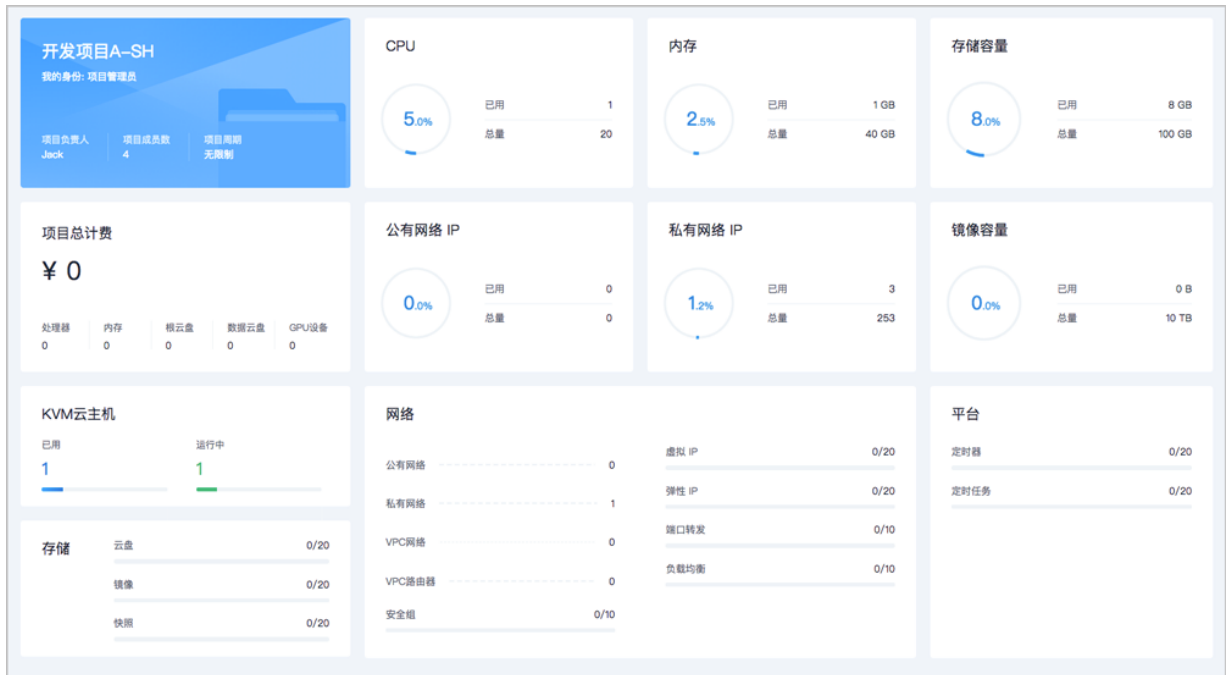 开发项目A-SH
我的身份: 项目管理员
项目负责人 项目成员数 项目周期
Jack 4 无限制
CPU
5.0%
已用 1
总量 20
内存
2.5%
已用 1 GB
总量 40 GB
存储容量
8.0%
已用 8 GB
总量 100 GB
项目总计费
¥ 0
处理器 内存 根云盘 数据云盘 GPU设备
0 0 0 0 0
公有网络 IP
0.0%
已用 0
总量 0
私有网络 IP
1.2%
已用 3
总量 253
镜像容量
0.0%
已用 0 B
总量 10 TB
KVM云主机
已用 运行中
1 1
存储
云盘 0/20
镜像 0/20
快照 0/20
网络
公有网络 0
私有网络 1
VPC网络 0
VPC路由器 0
安全组 0/10
虚拟 IP 0/20
弹性 IP 0/20
端口转发 0/10
负载均衡 0/10
平台
定时器 0/20
定时任务 0/20